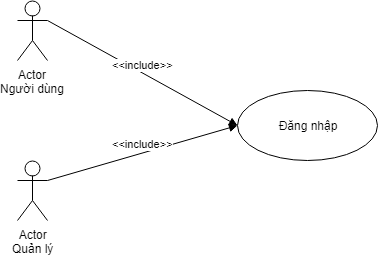 Actor
Người dùng
<<include>>
Đăng nhập
<<include>>
Actor
Quản lý